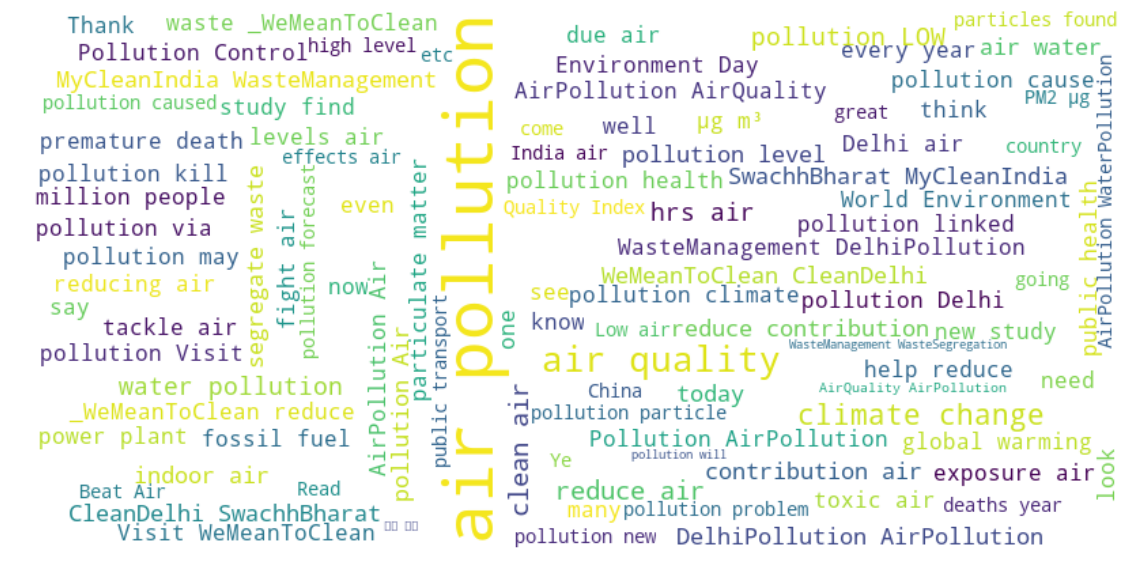 Thank
waste _WeMeanToClean
Pollution Control
high level
etc
MyCleanIndia WasteManagement
pollution caused
study find
premature death
levels air
effects air
pollution kill
million people
even
pollution via
pollution may
reducing air
now
say
tackle air
pollution Visit
segregate waste
fight air
pollution forecast
particulate matter
AirPollution Air
pollution Air
public transport
water pollution
_WeMeanToClean reduce
power plant
fossil fuel
indoor air
Beat Air
Read
CleanDelhi SwachhBharat
Visit WeMeanToClean
air pollution
one
clean air
due air
pollution LOW
particles found
every year
air water
Environment Day
pollution cause
AirPollution AirQuality
PM2 µg
great
think
come
well
µg m³
India air
pollution level
Delhi air
country
pollution health
SwachhBharat MyCleanIndia
Quality Index
hrs air
World Environment
pollution linked
WasteManagement DelhiPollution
WeMeanToClean CleanDelhi
going
see
pollution climate
pollution Delhi
know
Low air
reduce contribution
new study
public health
AirPollution WaterPollution
WasteManagement WasteSegregation
air quality
help reduce
China
today
AirQuality AirPollution
need
pollution particle
climate change
Pollution AirPollution
global warming
pollution will
Ye
contribution air
exposure air
look
reduce air
toxic air
deaths year
many
pollution problem
pollution new
DelhiPollution AirPollution